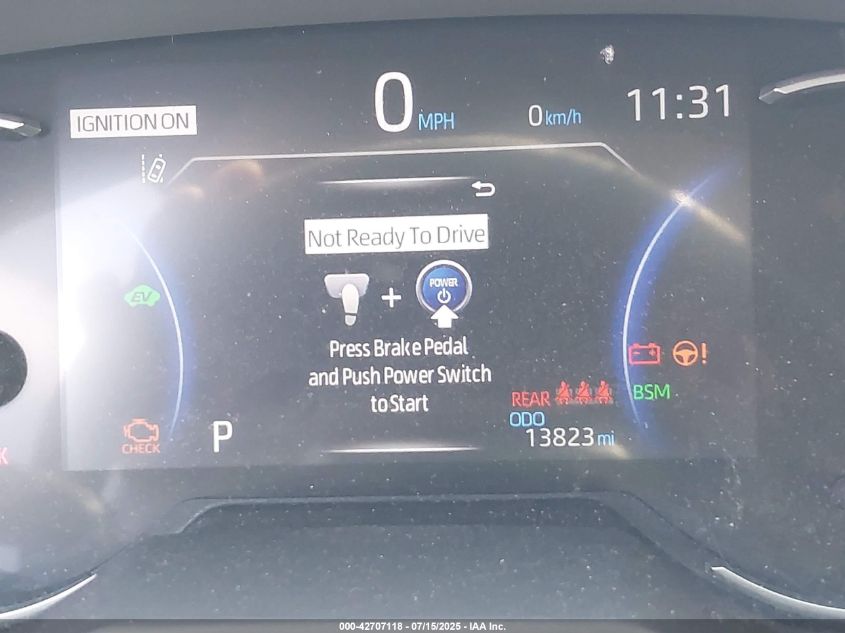 0 MPH
0 km/h
11:31
IGNITION ON
Not Ready To Drive
POWER
+
EV
Press Brake Pedal
and Push Power Switch
to Start
REAR
BSM
ODO
13823 mi
CHECK
P
K
000-42707118 - 07/15/2025 - IAA Inc.